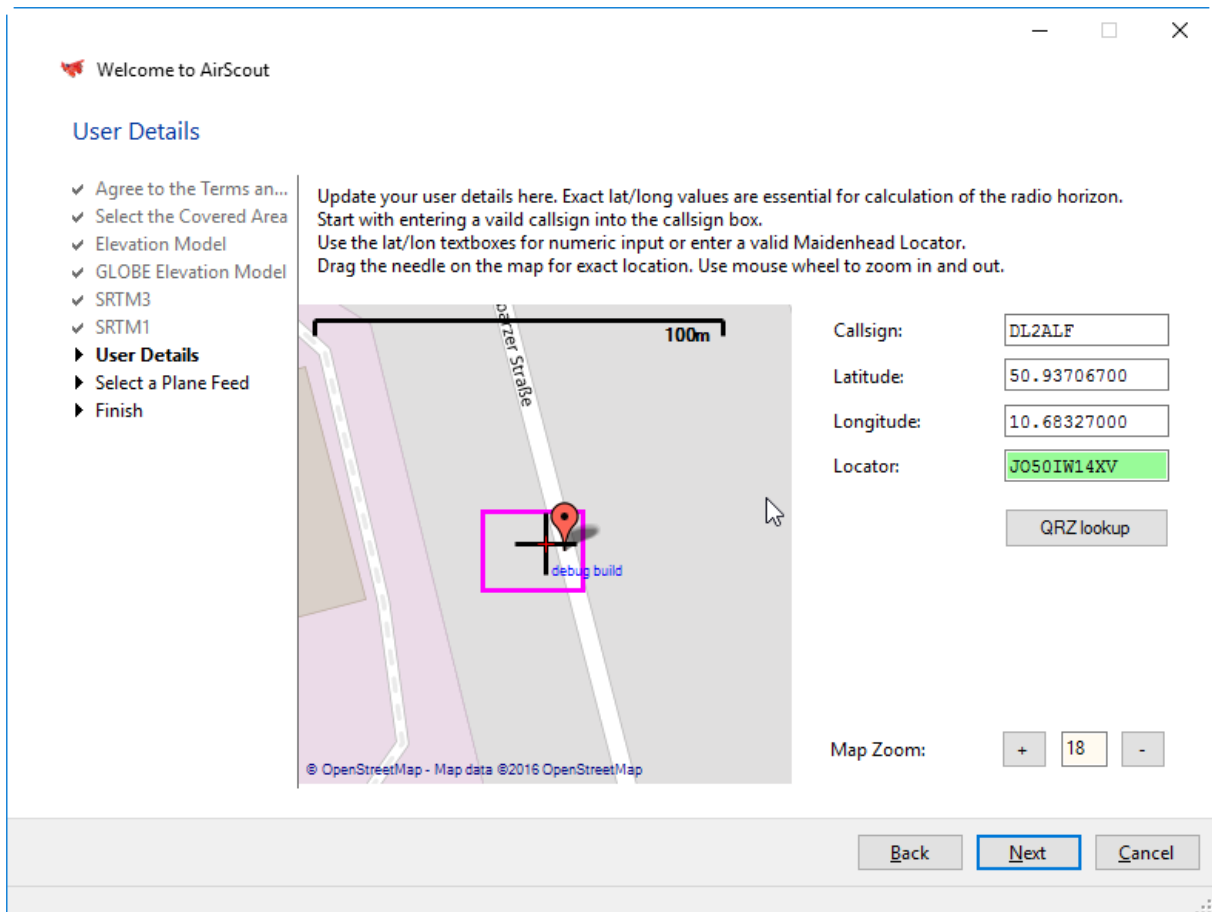 Welcome to AirScout
User Details
Agree to the Terms an...
Select the Covered Area
Elevation Model
GLOBE Elevation Model
SRTM3
SRTM1
User Details
Select a Plane Feed
Finish
Update your user details here. Exact lat/long values are essential for calculation of the radio horizon.
Start with entering a vaild callsign into the callsign box.
Use the lat/lon textboxes for numeric input or enter a valid Maidenhead Locator.
Drag the needle on the map for exact location. Use mouse wheel to zoom in and out.
100m
Straße
debug build
© OpenStreetMap - Map data ©2016 OpenStreetMap
Callsign:
DL2ALF
Latitude:
50.93706700
Longitude:
10.68327000
Locator:
JO50IW14XV
QRZ lookup
Map Zoom:
+
18
-
Back
Next
Cancel